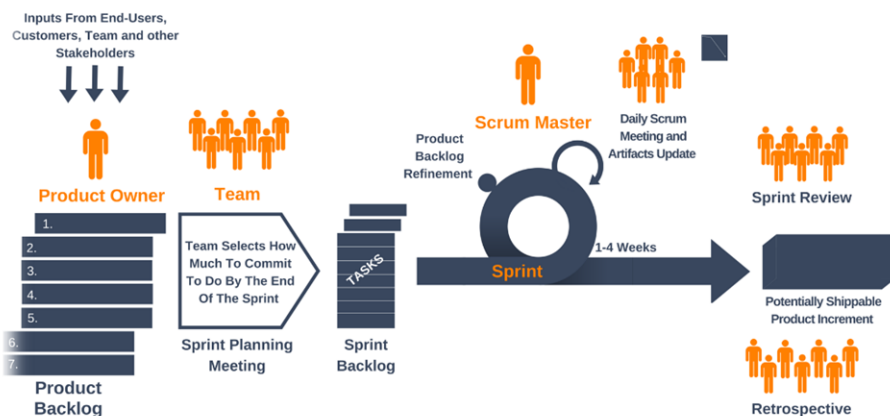 Inputs From End-Users,
Customers, Team and other
Stakeholders
Product Owner
1.
2.
3.
4.
5.
6.
7.
Product
Backlog
Team
Team Selects How
Much To Commit
To Do By The End
Of The Sprint
Sprint Planning
Meeting
TASKS
Sprint
Backlog
Scrum Master
Product
Backlog
Refinement
Daily Scrum
Meeting and
Artifacts Update
Sprint
1-4 Weeks
Sprint Review
Potentially Shippable
Product Increment
Retrospective